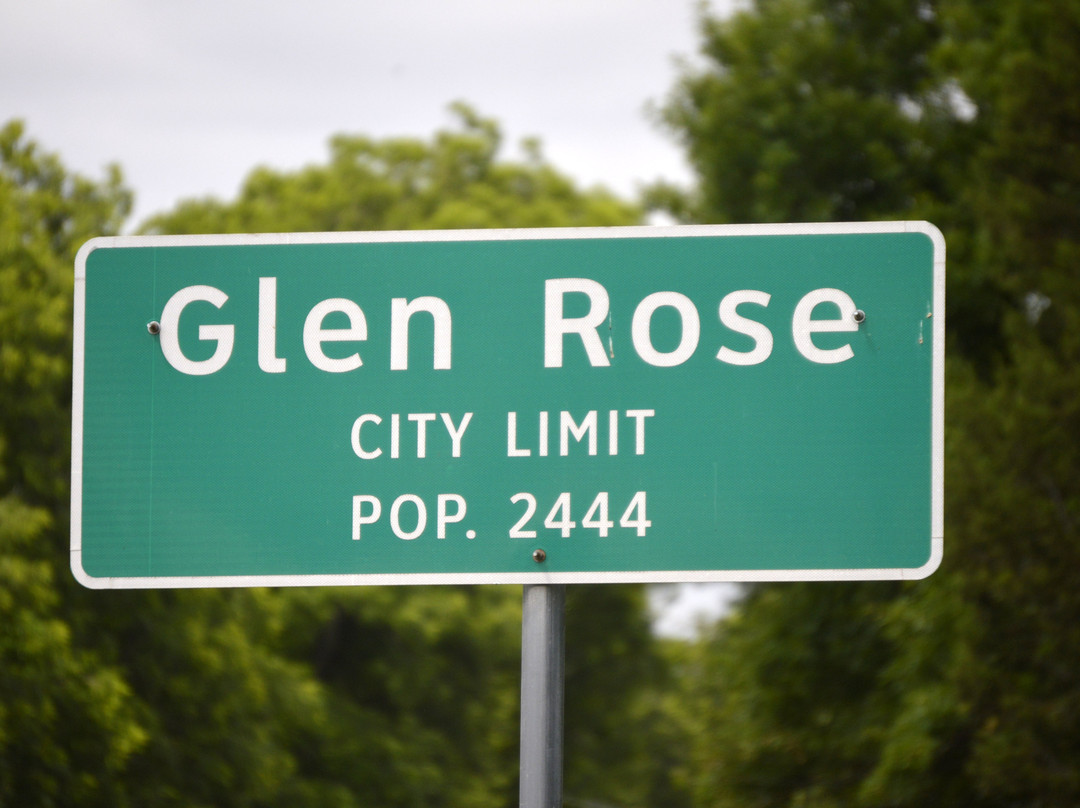 Glen Rose
CITY LIMIT
POP. 2444